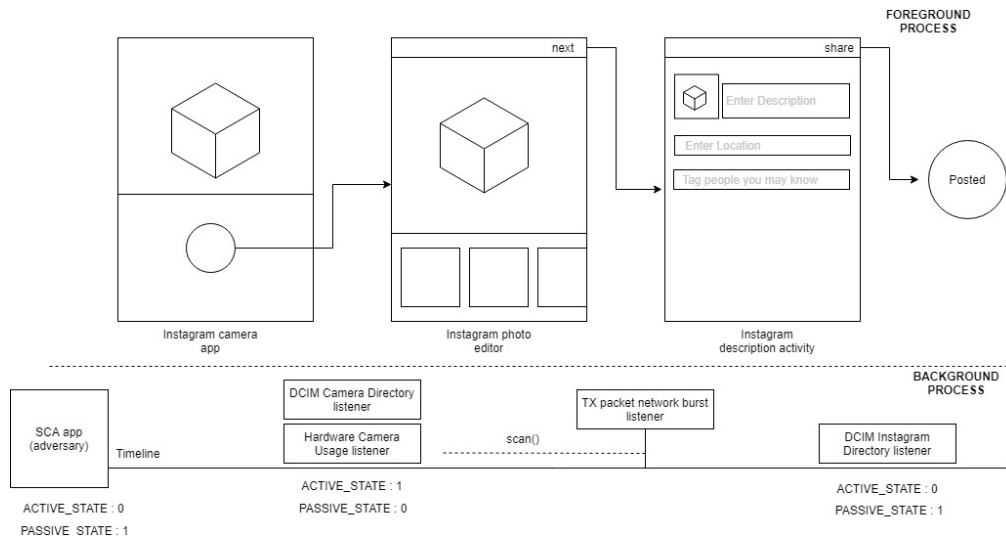 FOREGROUND
PROCESS
next
share
Enter Description
Enter Location
Tag people you may know
Posted
Instagram camera
app
Instagram photo
editor
Instagram
description activity
BACKGROUND
PROCESS
SCA app
(adversary)
Timeline
DCIM Camera Directory
listener
Hardware Camera
Usage listener
scan()
TX packet network burst
listener
DCIM Instagram
Directory listener
ACTIVE_STATE : 0
PASSIVE_STATE : 1
ACTIVE_STATE : 1
PASSIVE_STATE : 0
ACTIVE_STATE : 0
PASSIVE_STATE : 1